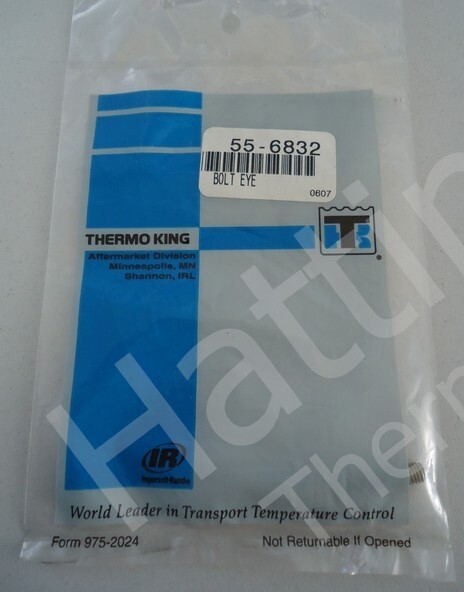 55-6832
BOLT EYE
0607
THERMO KING
TK
Aftermarket Division
Minneapolis, MN
Shannon, IRL
IR
Ingersoll-Rand
World Leader in Transport Temperature Control
Form 975-2024
Not Returnable If Opened
Hattin
Therm